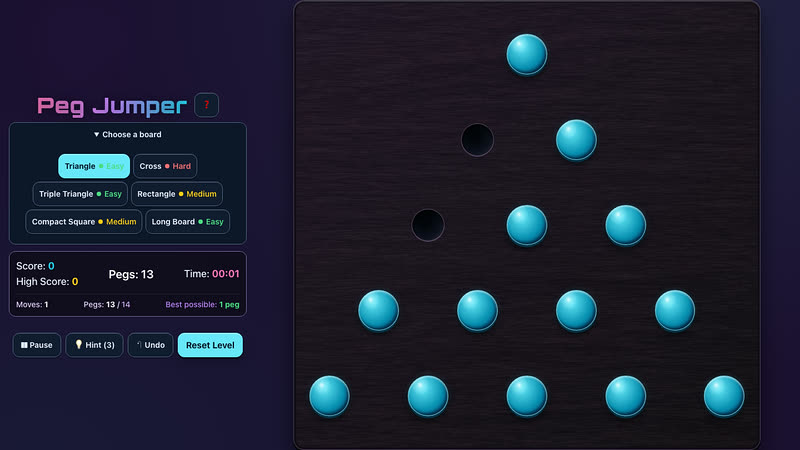 Peg Jumper ?
▼ Choose a board
Triangle ● Easy Cross ● Hard
Triple Triangle ● Easy Rectangle ● Medium
Compact Square ● Medium Long Board ● Easy
Score: 0
High Score: 0
Pegs: 13
Time: 00:01
Moves: 1 Pegs: 13 / 14 Best possible: 1 peg
Pause Hint (3) Undo Reset Level